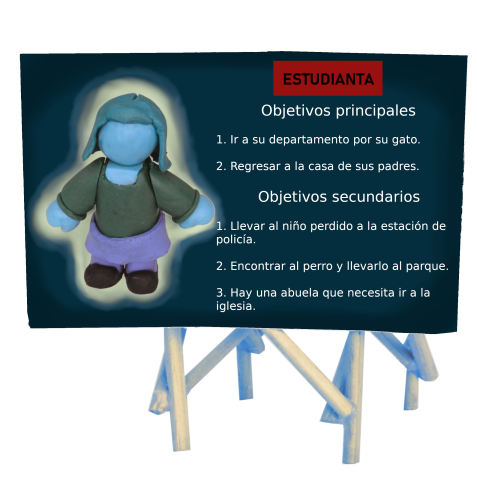 ESTUDIANTA
Objetivos principales
1. Ir a su departamento por su gato.
2. Regresar a la casa de sus padres.
Objetivos secundarios
1. Llevar al niño perdido a la estación de
policía.
2. Encontrar al perro y llevarlo al parque.
3. Hay una abuela que necesita ir a la
iglesia.